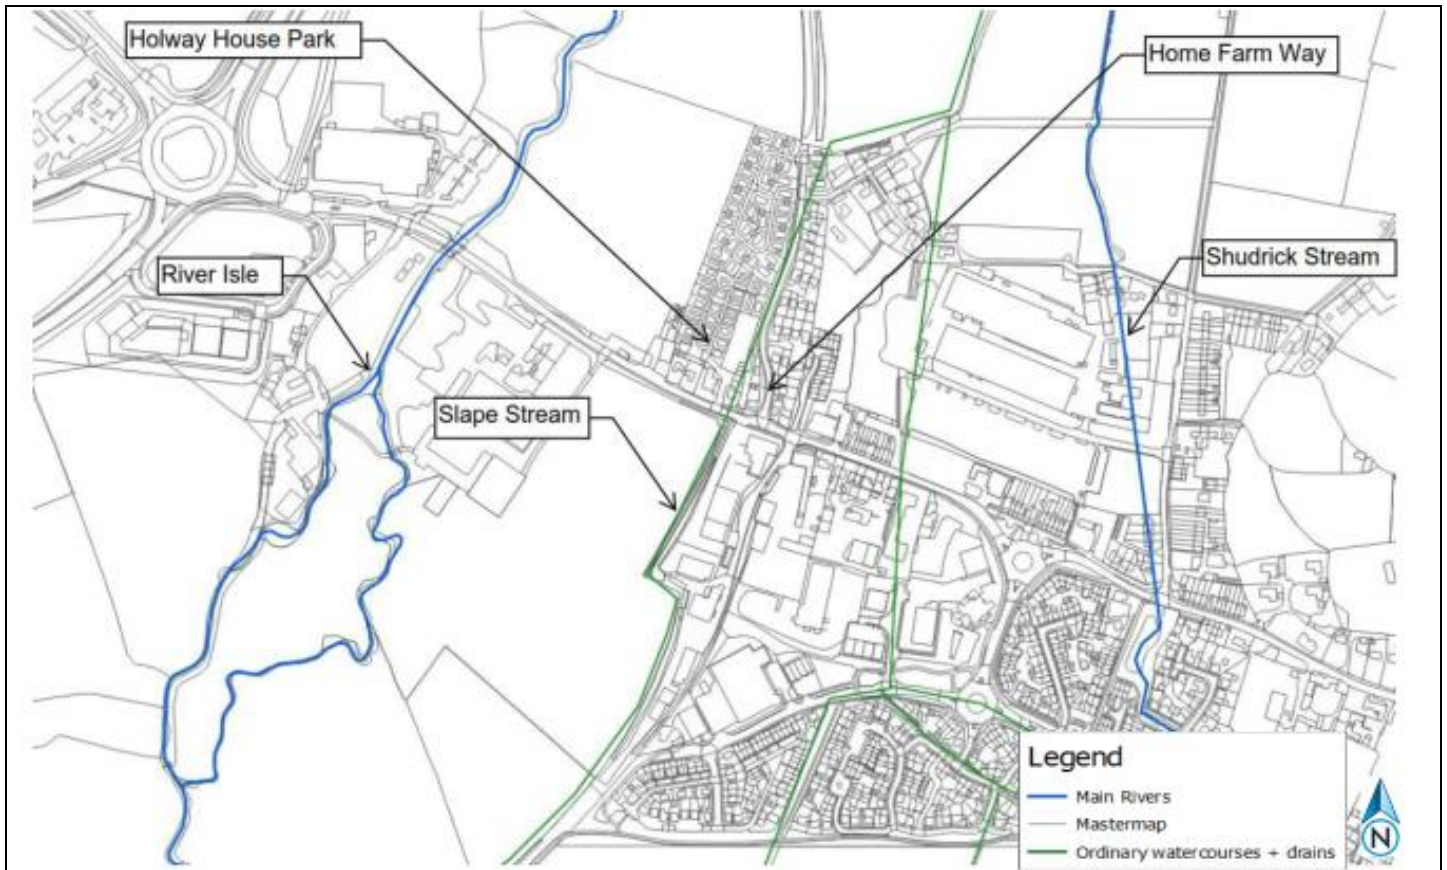 Holway House Park
Home Farm Way
River Isle
Shudrick Stream
Slape Stream
Legend
Main Rivers
Mastermap
Ordinary watercourses + drains
N